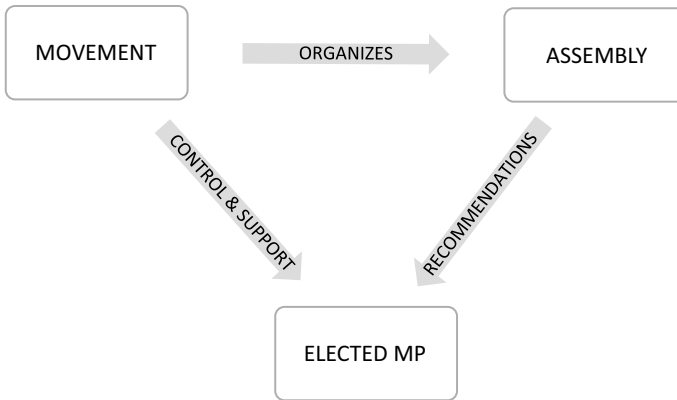 MOVEMENT
ORGANIZES
ASSEMBLY
CONTROL & SUPPORT
RECOMMENDATIONS
ELECTED MP